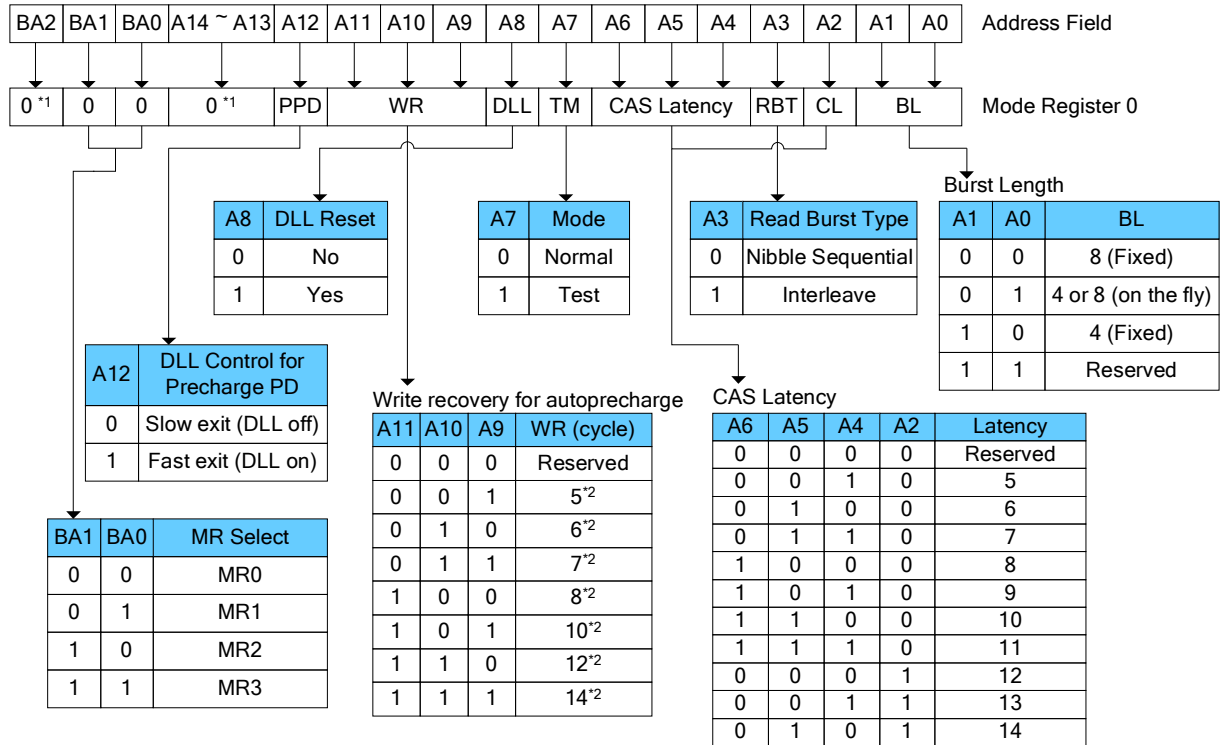 BA2 BA1 BA0 A14 ~ A13 A12 A11 A10 A9 A8 A7 A6 A5 A4 A3 A2 A1 A0 Address Field
0 *1 0 0 0 *1 PPD WR DLL TM CAS Latency RBT CL BL Mode Register 0
A8 DLL Reset
0 No
1 Yes
A7 Mode
0 Normal
1 Test
A3 Read Burst Type
0 Nibble Sequential
1 Interleave
Burst Length
A1 A0 BL
0 0 8 (Fixed)
0 1 4 or 8 (on the fly)
1 0 4 (Fixed)
1 1 Reserved
A12 DLL Control for
Precharge PD
0 Slow exit (DLL off)
1 Fast exit (DLL on)
BA1 BA0 MR Select
0 0 MR0
0 1 MR1
1 0 MR2
1 1 MR3
Write recovery for autoprecharge
A11 A10 A9 WR (cycle)
0 0 0 Reserved
0 0 1 5*2
0 1 0 6*2
0 1 1 7*2
1 0 0 8*2
1 0 1 10*2
1 1 0 12*2
1 1 1 14*2
CAS Latency
A6 A5 A4 A2 Latency
0 0 0 0 Reserved
0 0 1 0 5
0 1 0 0 6
0 1 1 0 7
1 0 0 0 8
1 0 1 0 9
1 1 0 0 10
1 1 1 0 11
0 0 0 1 12
0 0 1 1 13
0 1 0 1 14